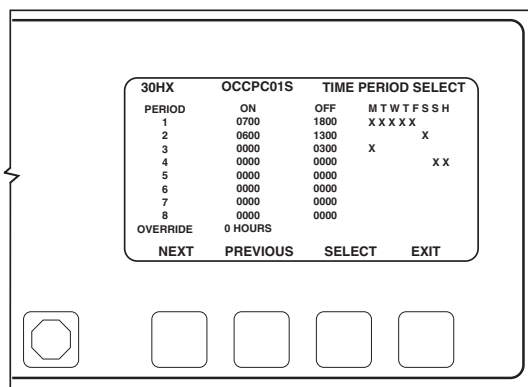 30HX OCCPC01S TIME PERIOD SELECT
PERIOD ON OFF M T W T F S S H
1 0700 1800 X X X X X
2 0600 1300 X
3 0000 0300 X
4 0000 0000 X X
5 0000 0000
6 0000 0000
7 0000 0000
8 0000 0000
OVERRIDE 0 HOURS
NEXT PREVIOUS SELECT EXIT